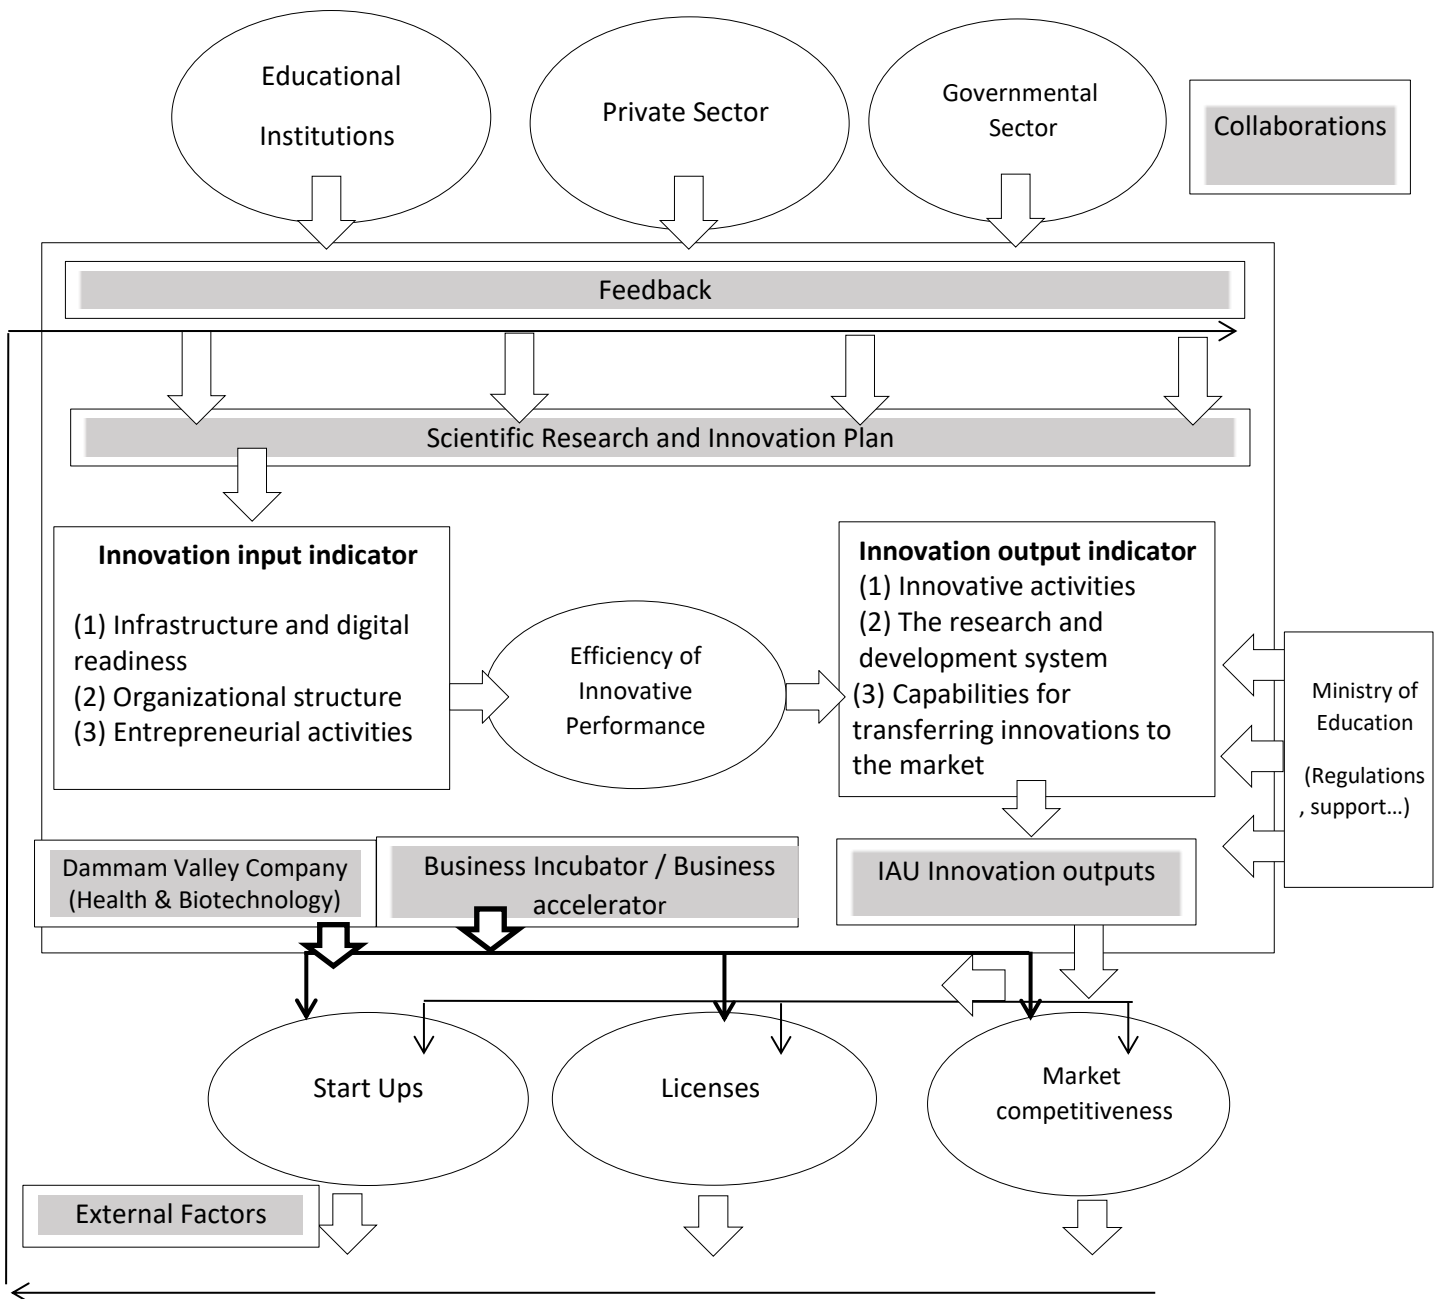 Educational
Institutions
Private Sector
Governmental
Sector
Collaborations
Feedback
Scientific Research and Innovation Plan
Innovation input indicator
(1) Infrastructure and digital
readiness
(2) Organizational structure
(3) Entrepreneurial activities
Efficiency of
Innovative
Performance
Innovation output indicator
(1) Innovative activities
(2) The research and
development system
(3) Capabilities for
transferring innovations to
the market
Ministry of
Education
(Regulations
, support...)
Dammam Valley Company
(Health & Biotechnology)
Business Incubator / Business
accelerator
IAU Innovation outputs
Start Ups
Licenses
Market
competitiveness
External Factors